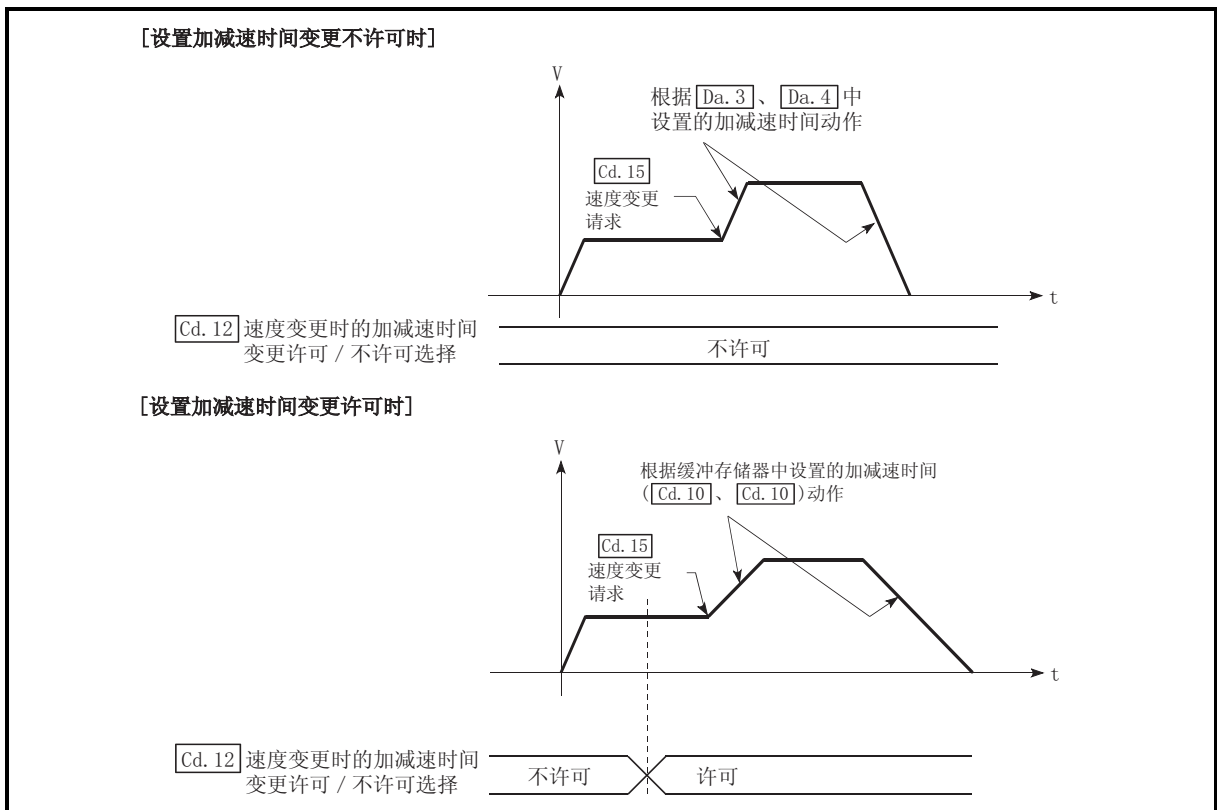 [设置加减速时间变更不许可时]
V
根据 Da. 3 、 Da. 4 中
设置的加减速时间动作
Cd. 15
速度变更
请求
t
Cd. 12 速度变更时的加减速时间
变更许可 / 不许可选择
不许可
[设置加减速时间变更许可时]
V
根据缓冲存储器中设置的加减速时间
( Cd. 10 、 Cd. 10 )动作
Cd. 15
速度变更
请求
t
Cd. 12 速度变更时的加减速时间
变更许可 / 不许可选择
不许可
许可